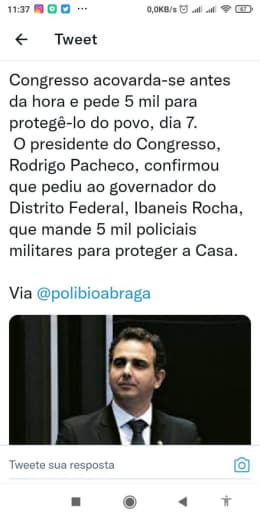 11:37 ... 0,0KB/s 67
Tweet
Congresso acovarda-se antes
da hora e pede 5 mil para
protegê-lo do povo, dia 7.
O presidente do Congresso,
Rodrigo Pacheco, confirmou
que pediu ao governador do
Distrito Federal, Ibaneis Rocha,
que mande 5 mil policiais
militares para proteger a Casa.
Via @polibioabraga
Tweete sua resposta